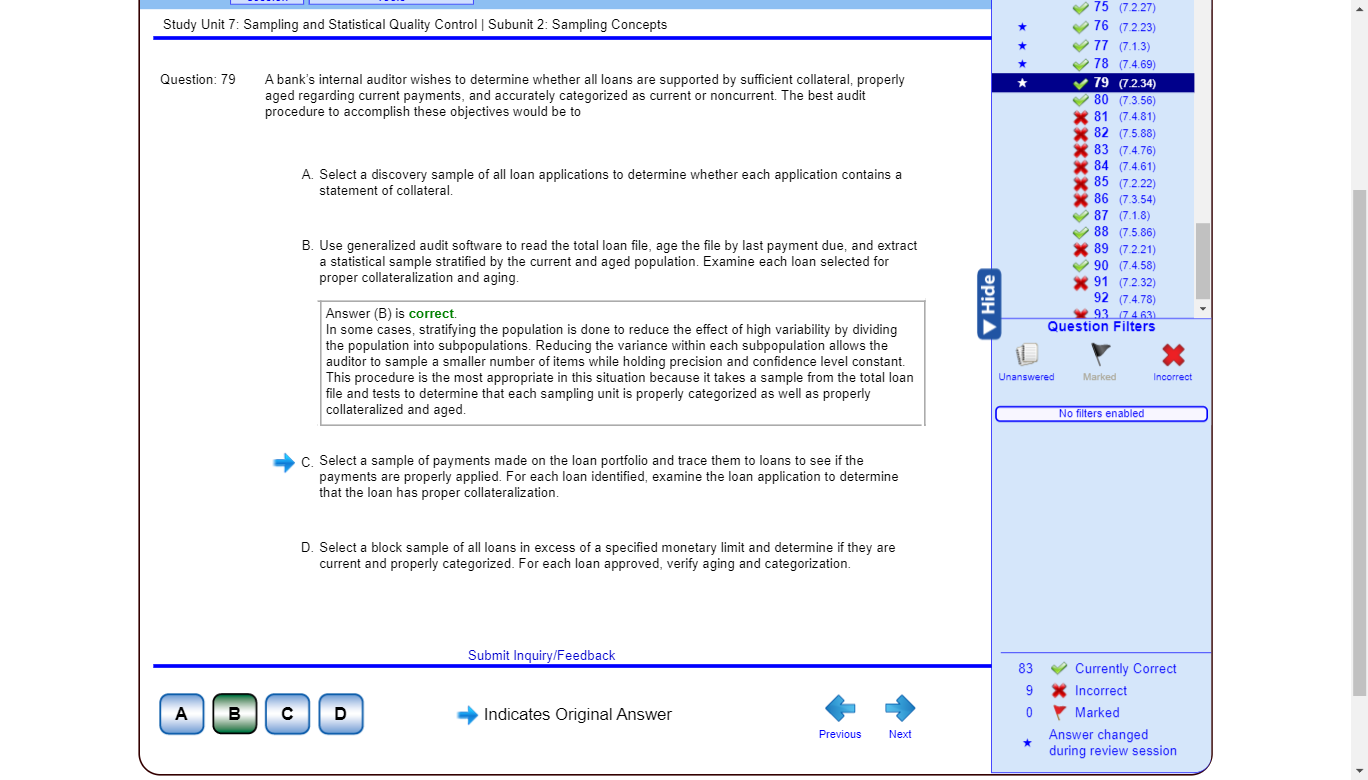 Study Unit 7: Sampling and Statistical Quality Control | Subunit 2: Sampling Concepts
Question: 79
A bank's internal auditor wishes to determine whether all loans are supported by sufficient collateral, properly
aged regarding current payments, and accurately categorized as current or noncurrent. The best audit
procedure to accomplish these objectives would be to
A. Select a discovery sample of all loan applications to determine whether each application contains a
statement of collateral.
B. Use generalized audit software to read the total loan file, age the file by last payment due, and extract
a statistical sample stratified by the current and aged population. Examine each loan selected for
proper collateralization and aging.
Answer (B) is correct.
In some cases, stratifying the population is done to reduce the effect of high variability by dividing
the population into subpopulations. Reducing the variance within each subpopulation allows the
auditor to sample a smaller number of items while holding precision and confidence level constant.
This procedure is the most appropriate in this situation because it takes a sample from the total loan
file and tests to determine that each sampling unit is properly categorized as well as properly
collateralized and aged.
C. Select a sample of payments made on the loan portfolio and trace them to loans to see if the
payments are properly applied. For each loan identified, examine the loan application to determine
that the loan has proper collateralization.
D. Select a block sample of all loans in excess of a specified monetary limit and determine if they are
current and properly categorized. For each loan approved, verify aging and categorization.
Submit Inquiry/Feedback
A B C D
Indicates Original Answer
Previous Next
75 (7.2.27)
76 (7.2.23)
77 (7.1.3)
78 (7.4.69)
79 (7.2.34)
80 (7.3.56)
81 (7.4.81)
82 (7.5.88)
83 (7.4.76)
84 (7.4.61)
85 (7.2.22)
86 (7.3.54)
87 (7.1.8)
88 (7.5.86)
89 (7.2.21)
90 (7.4.58)
91 (7.2.32)
92 (7.4.78)
93 (7.4.63)
Hide
Question Filters
Unanswered Marked Incorrect
No filters enabled
83 Currently Correct
9 Incorrect
0 Marked
Answer changed
during review session